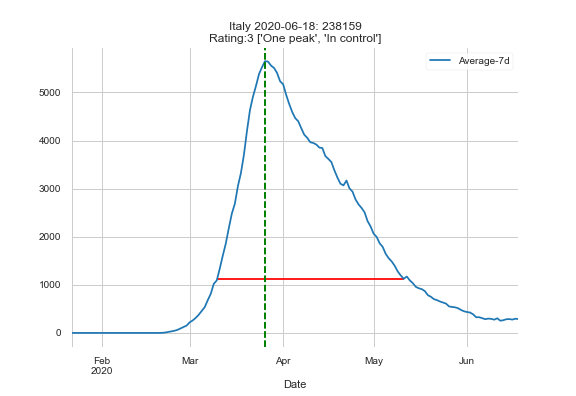 Italy 2020-06-18: 238159
Rating:3 ['One peak', 'In control']
Average-7d
5000
4000
3000
2000
1000
0
Feb
2020
Mar
Apr
May
Jun
Date